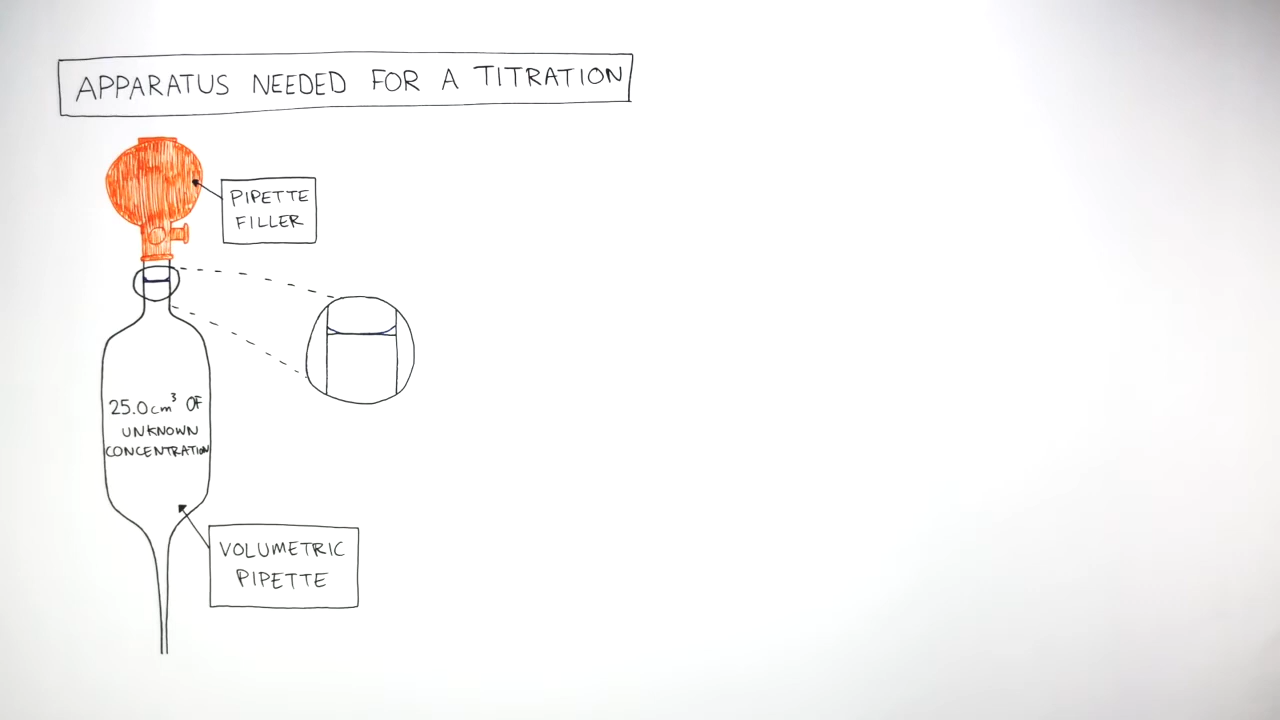 APPARATUS NEEDED FOR A TITRATION
PIPETTE
FILLER
25.0cm³ OF
UNKNOWN
CONCENTRATION
VOLUMETRIC
PIPETTE